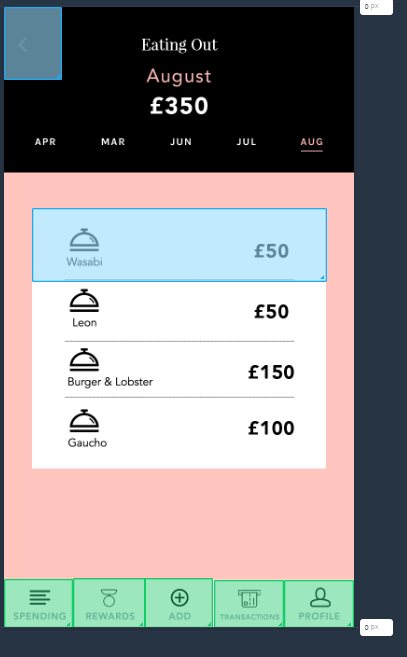 0 px
Eating Out
August
£350
APR MAR JUN JUL AUG
Wasabi £50
Leon £50
Burger & Lobster £150
Gaucho £100
SPENDING REWARDS ADD TRANSACTIONS PROFILE
0 px